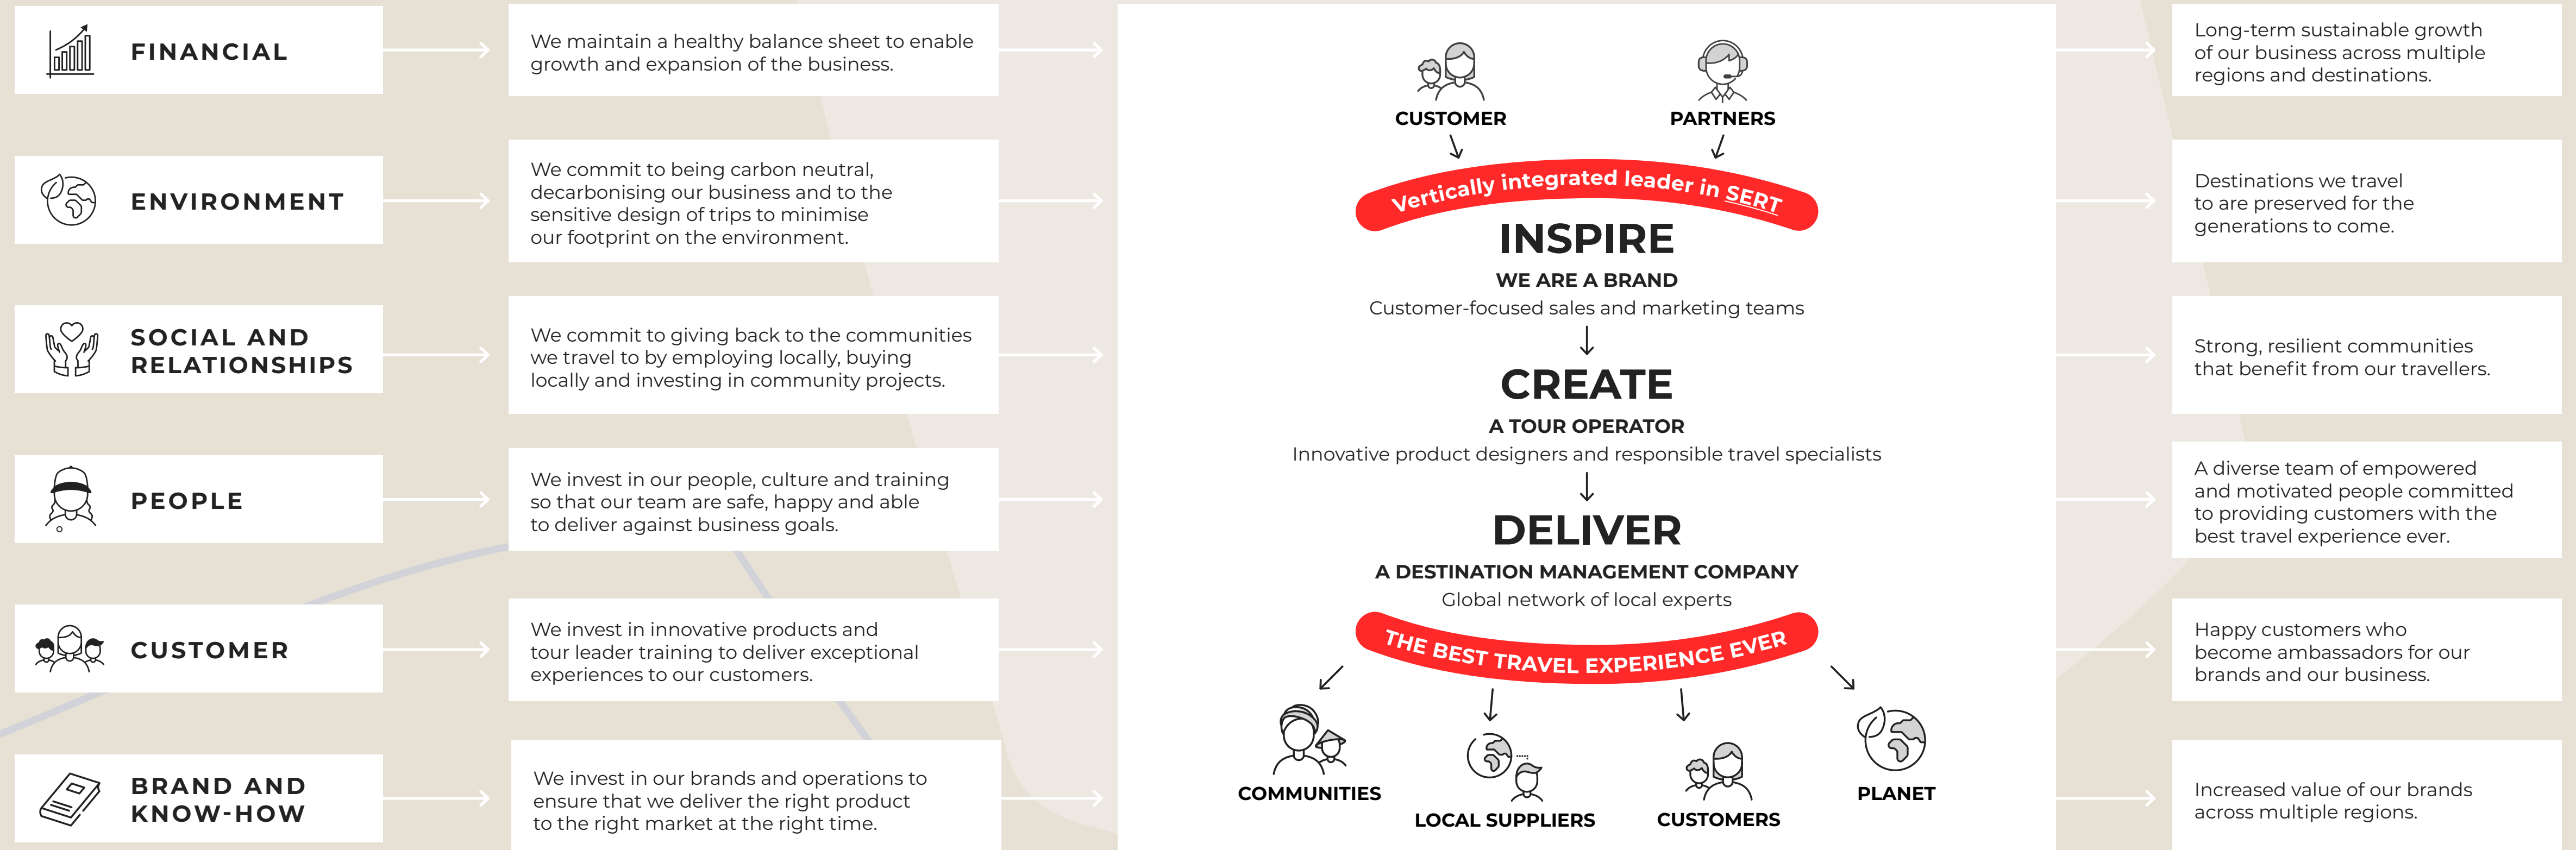 FINANCIAL
We maintain a healthy balance sheet to enable
growth and expansion of the business.
ENVIRONMENT
We commit to being carbon neutral,
decarbonising our business and to the
sensitive design of trips to minimise
our footprint on the environment.
SOCIAL AND
RELATIONSHIPS
We commit to giving back to the communities
we travel to by employing locally, buying
locally and investing in community projects.
PEOPLE
We invest in our people, culture and training
so that our team are safe, happy and able
to deliver against business goals.
CUSTOMER
We invest in innovative products and
tour leader training to deliver exceptional
experiences to our customers.
BRAND AND
KNOW-HOW
We invest in our brands and operations to
ensure that we deliver the right product
to the right market at the right time.
CUSTOMER
PARTNERS
Vertically integrated leader in SERT
INSPIRE
WE ARE A BRAND
Customer-focused sales and marketing teams
CREATE
A TOUR OPERATOR
Innovative product designers and responsible travel specialists
DELIVER
A DESTINATION MANAGEMENT COMPANY
Global network of local experts
THE BEST TRAVEL EXPERIENCE EVER
COMMUNITIES
LOCAL SUPPLIERS
CUSTOMERS
PLANET
Long-term sustainable growth
of our business across multiple
regions and destinations.
Destinations we travel
to are preserved for the
generations to come.
Strong, resilient communities
that benefit from our travellers.
A diverse team of empowered
and motivated people committed
to providing customers with the
best travel experience ever.
Happy customers who
become ambassadors for our
brands and our business.
Increased value of our brands
across multiple regions.